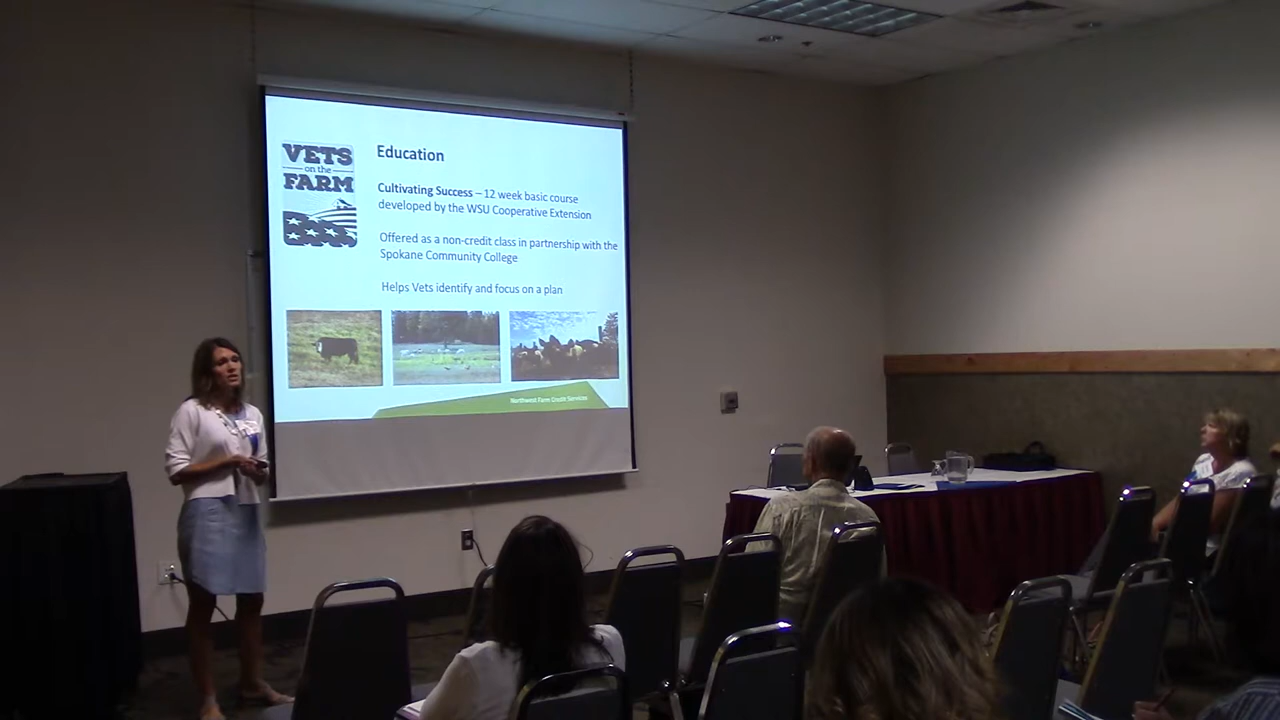 VETS
on the
FARM
Education
Cultivating Success – 12 week basic course
developed by the WSU Cooperative Extension
Offered as a non-credit class in partnership with the
Spokane Community College
Helps Vets identify and focus on a plan
Northwest Farm Credit Services